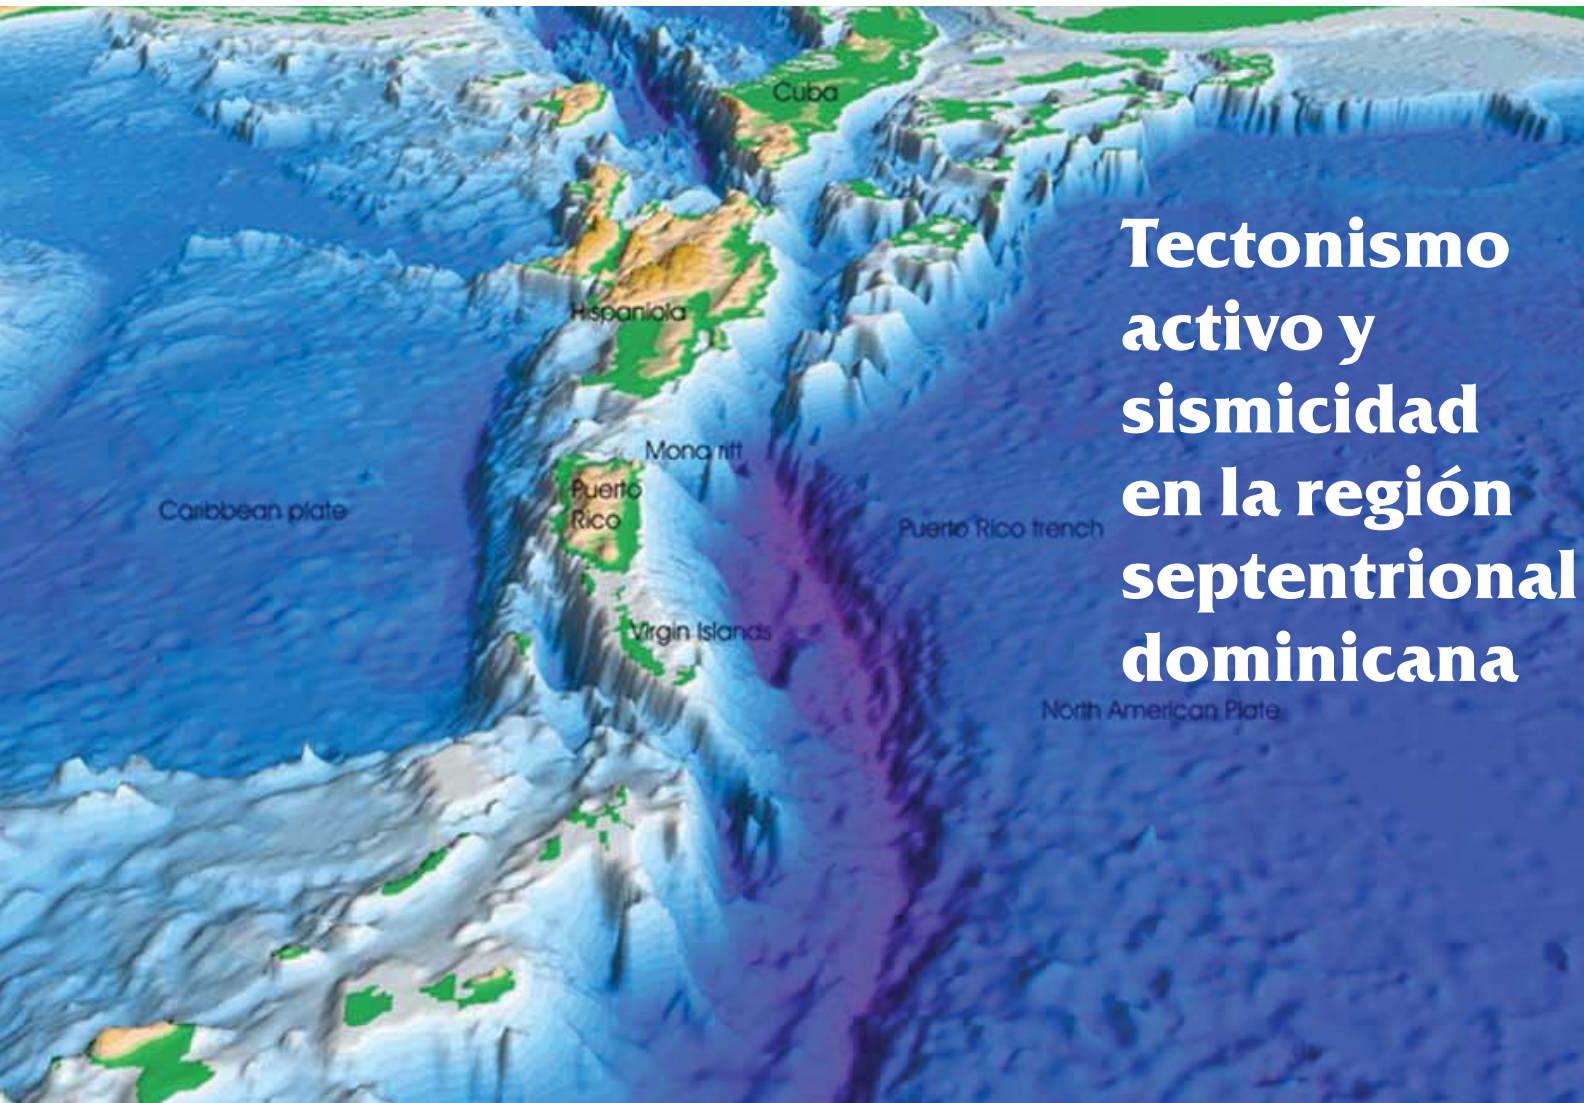 Cuba
Hispaniola
Mona rift
Puerto
Rico
Caribbean plate
Puerto Rico trench
Virgin Islands
North American Plate
Tectonismo
activo y
sismicidad
en la región
septentrional
dominicana